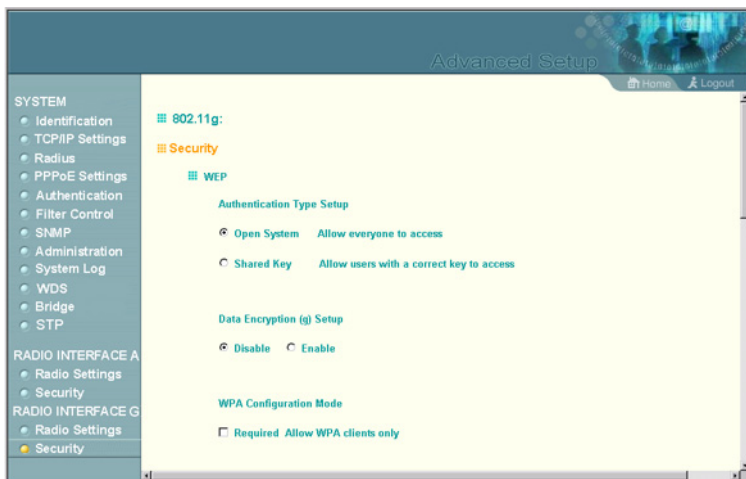 Advanced Setup
Home Logout
SYSTEM
Identification
TCP/IP Settings
Radius
PPPoE Settings
Authentication
Filter Control
SNMP
Administration
System Log
WDS
Bridge
STP
RADIO INTERFACE A
Radio Settings
Security
RADIO INTERFACE G
Radio Settings
Security
802.11g:
Security
WEP
Authentication Type Setup
Open System Allow everyone to access
Shared Key Allow users with a correct key to access
Data Encryption (g) Setup
Disable Enable
WPA Configuration Mode
Required Allow WPA clients only